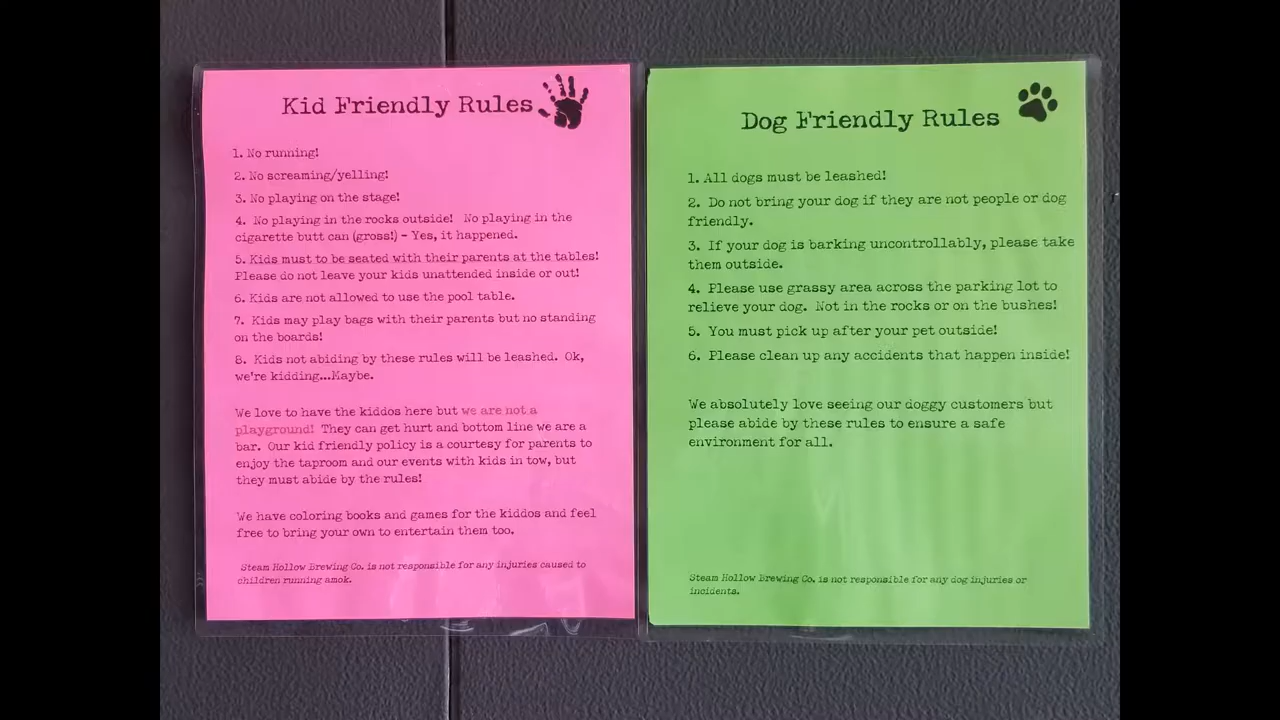 Kid Friendly Rules
1. No running!
2. No screaming/yelling!
3. No playing on the stage!
4. No playing in the rocks outside! No playing in the
cigarette butt can (gross!) - Yes, it happened.
5. Kids must to be seated with their parents at the tables!
Please do not leave your kids unattended inside or out!
6. Kids are not allowed to use the pool table.
7. Kids may play bags with their parents but no standing
on the boards!
8. Kids not abiding by these rules will be leashed. Ok,
we're kidding...Maybe.
We love to have the kiddos here but we are not a
playground! They can get hurt and bottom line we are a
bar. Our kid friendly policy is a courtesy for parents to
enjoy the taproom and our events with kids in tow, but
they must abide by the rules!
We have coloring books and games for the kiddos and feel
free to bring your own to entertain them too.
Steam Hollow Brewing Co. is not responsible for any injuries caused to
children running amok.
Dog Friendly Rules
1. All dogs must be leashed!
2. Do not bring your dog if they are not people or dog
friendly.
3. If your dog is barking uncontrollably, please take
them outside.
4. Please use grassy area across the parking lot to
relieve your dog. Not in the rocks or on the bushes!
5. You must pick up after your pet outside!
6. Please clean up any accidents that happen inside!
We absolutely love seeing our doggy customers but
please abide by these rules to ensure a safe
environment for all.
Steam Hollow Brewing Co. is not responsible for any dog injuries or
incidents.